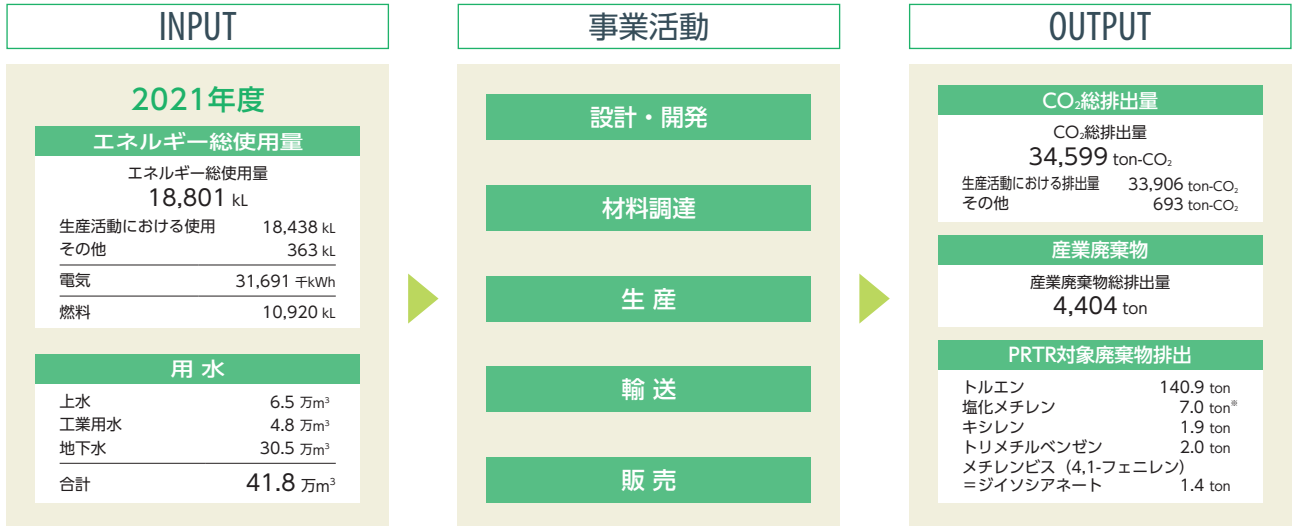 INPUT
2021年度
エネルギー総使用量
エネルギー総使用量
18,801 kL
生産活動における使用 18,438 kL
その他 363 kL
電気 31,691 千kWh
燃料 10,920 kL
用 水
上水 6.5 万m³
工業用水 4.8 万m³
地下水 30.5 万m³
合計 41.8 万m³
事業活動
設計・開発
材料調達
生 産
輸 送
販 売
OUTPUT
CO₂総排出量
CO₂総排出量
34,599 ton-CO₂
生産活動における排出量 33,906 ton-CO₂
その他 693 ton-CO₂
産業廃棄物
産業廃棄物総排出量
4,404 ton
PRTR対象廃棄物排出
トルエン 140.9 ton
塩化メチレン 7.0 ton※
キシレン 1.9 ton
トリメチルベンゼン 2.0 ton
メチレンビス（4,1-フェニレン）
＝ジイソシアネート 1.4 ton